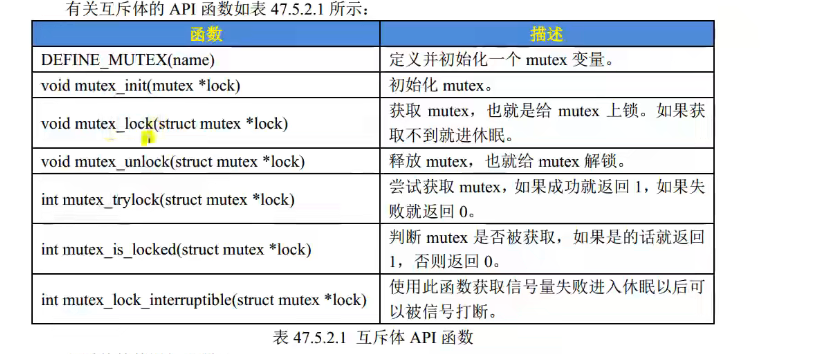 有关互斥体的 API 函数如表 47.5.2.1 所示：
函数 描述
DEFINE_MUTEX(name) 定义并初始化一个 mutex 变量。
void mutex_init(mutex *lock) 初始化 mutex。
void mutex_lock(struct mutex *lock) 获取 mutex，也就是给 mutex 上锁。如果获
取不到就进休眠。
void mutex_unlock(struct mutex *lock) 释放 mutex，也就给 mutex 解锁。
int mutex_trylock(struct mutex *lock) 尝试获取 mutex，如果成功就返回 1，如果失
败就返回 0。
int mutex_is_locked(struct mutex *lock) 判断 mutex 是否被获取，如果是的话就返回
1，否则返回 0。
int mutex_lock_interruptible(struct mutex *lock) 使用此函数获取信号量失败进入休眠以后可
以被信号打断。
表 47.5.2.1 互斥体 API 函数